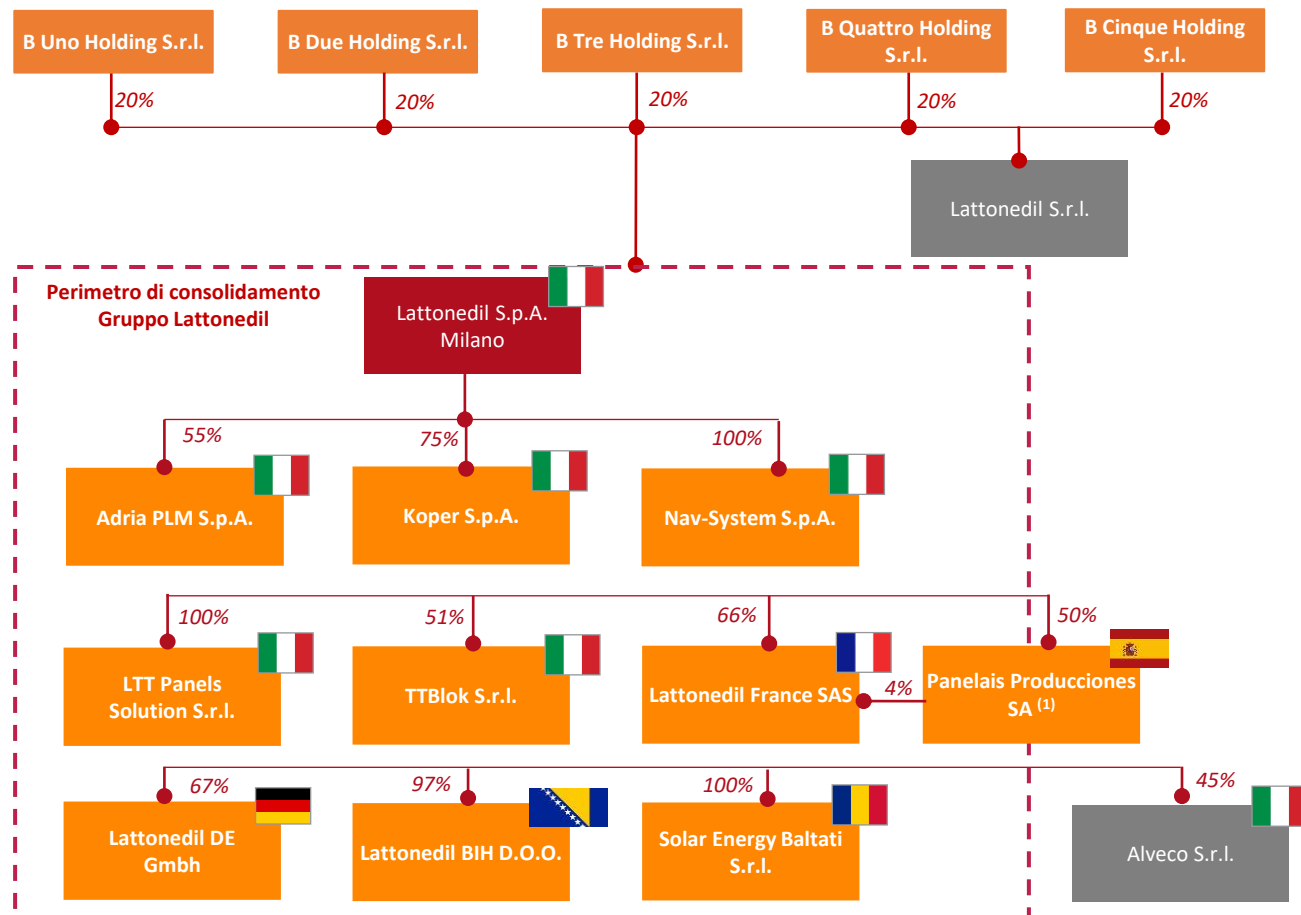 B Uno Holding S.r.l.
B Due Holding S.r.l.
B Tre Holding S.r.l.
B Quattro Holding
S.r.l.
B Cinque Holding
S.r.l.
20%
20%
20%
20%
20%
Lattonedil S.r.l.
Perimetro di consolidamento
Gruppo Lattonedil
Lattonedil S.p.A.
Milano
55%
75%
100%
Adria PLM S.p.A.
Koper S.p.A.
Nav-System S.p.A.
100%
51%
66%
50%
LTT Panels
Solution S.r.l.
TTBlok S.r.l.
Lattonedil France SAS
4%
Panelais Producciones
SA (1)
67%
97%
100%
45%
Lattonedil DE
Gmbh
Lattonedil BIH D.O.O.
Solar Energy Baltati
S.r.l.
Alveco S.r.l.